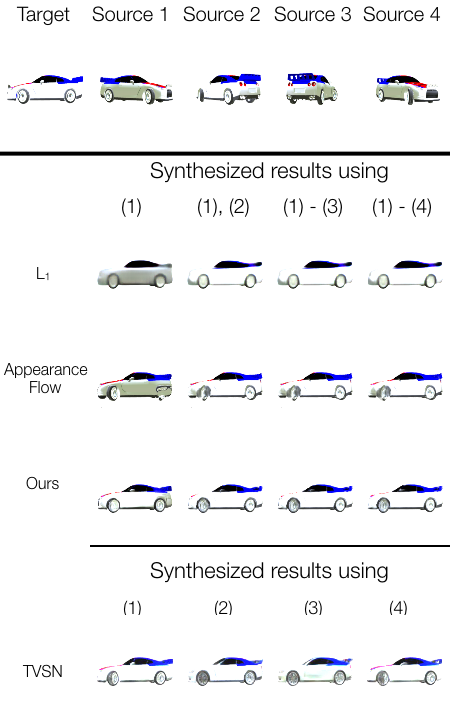 Target Source 1 Source 2 Source 3 Source 4
Synthesized results using
(1) (1), (2) (1) - (3) (1) - (4)
L1
Appearance
Flow
Ours
Synthesized results using
(1) (2) (3) (4)
TVSN